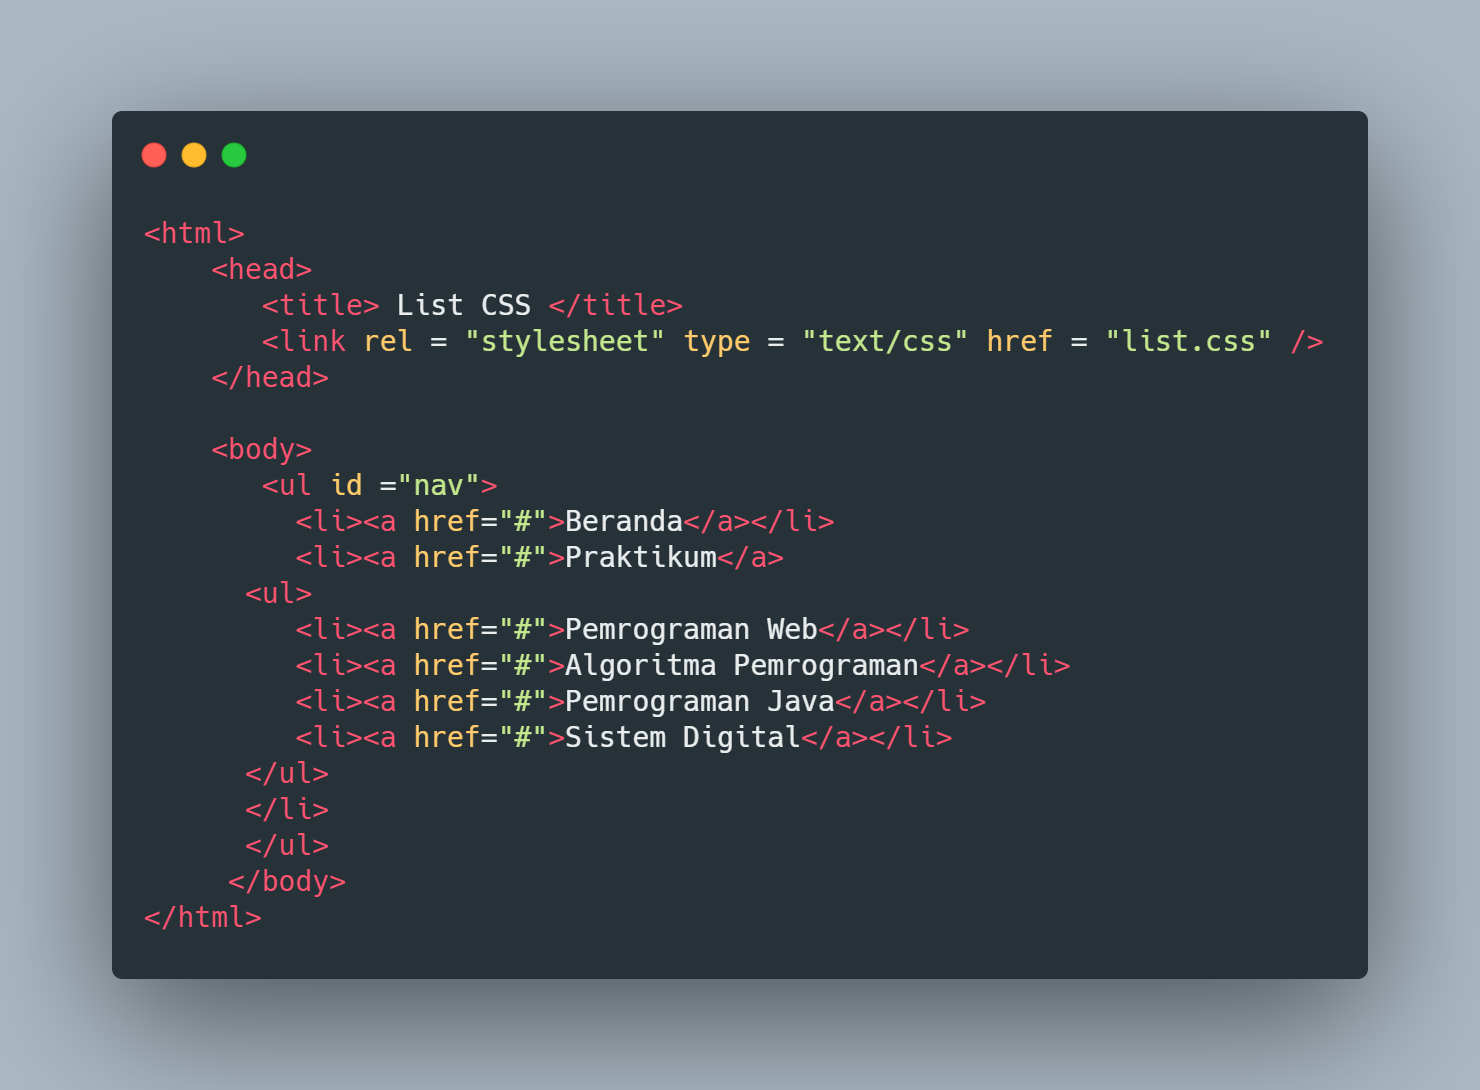 <html>
    <head>
       <title> List CSS </title>
       <link rel = "stylesheet" type = "text/css" href = "list.css" />
    </head>

    <body>
       <ul id ="nav">
         <li><a href="#">Beranda</a></li>
         <li><a href="#">Praktikum</a>
      <ul>
         <li><a href="#">Pemrograman Web</a></li>
         <li><a href="#">Algoritma Pemrograman</a></li>
         <li><a href="#">Pemrograman Java</a></li>
         <li><a href="#">Sistem Digital</a></li>
      </ul>
      </li>
      </ul>
     </body>
</html>